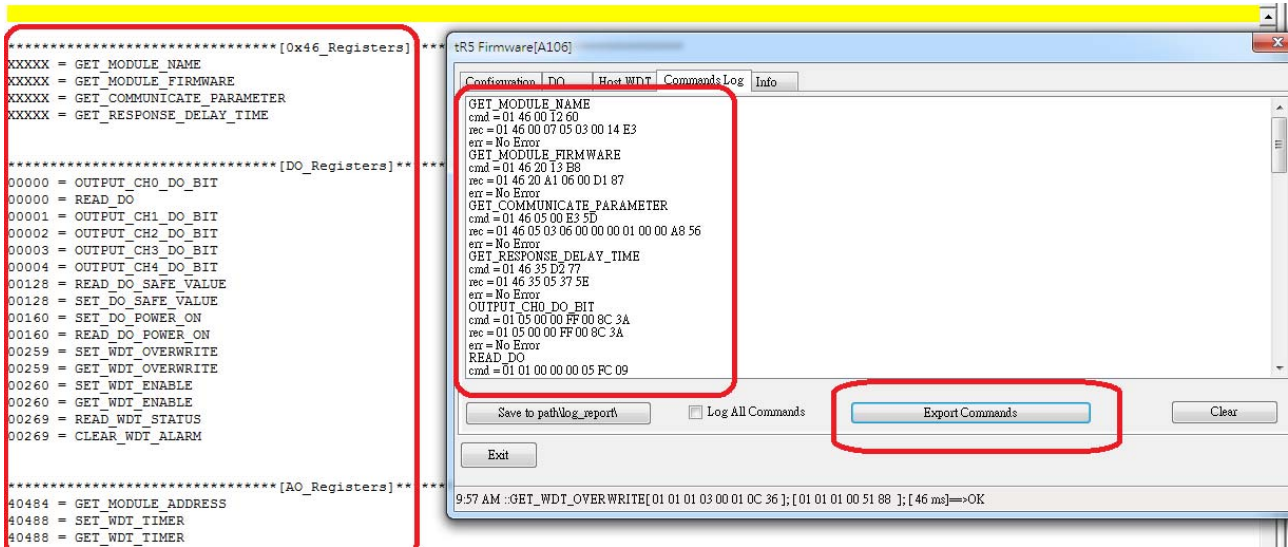 *********************************[0x46_Registers]****
XXXXX = GET_MODULE_NAME
XXXXX = GET_MODULE_FIRMWARE
XXXXX = GET_COMMUNICATE_PARAMETER
XXXXX = GET_RESPONSE_DELAY_TIME
*********************************[DO_Registers]*****
00000 = OUTPUT_CH0_DO_BIT
00000 = READ_DO
00001 = OUTPUT_CH1_DO_BIT
00002 = OUTPUT_CH2_DO_BIT
00003 = OUTPUT_CH3_DO_BIT
00004 = OUTPUT_CH4_DO_BIT
00128 = READ_DO_SAFE_VALUE
00128 = SET_DO_SAFE_VALUE
00160 = SET_DO_POWER_ON
00160 = READ_DO_POWER_ON
00259 = SET_WDT_OVERWRITE
00259 = GET_WDT_OVERWRITE
00260 = SET_WDT_ENABLE
00260 = GET_WDT_ENABLE
00269 = READ_WDT_STATUS
00269 = CLEAR_WDT_ALARM
*********************************[AO_Registers]*****
40484 = GET_MODULE_ADDRESS
40488 = SET_WDT_TIMER
40488 = GET_WDT_TIMER
tR5 Firmware[A106]
Configuration DO Host WDT Commands Log Info
GET_MODULE_NAME
cmd = 01 46 00 12 60
rec = 01 46 00 07 05 03 00 14 E3
err = No Error
GET_MODULE_FIRMWARE
cmd = 01 46 20 13 B8
rec = 01 46 20 A1 06 00 D1 87
err = No Error
GET_COMMUNICATE_PARAMETER
cmd = 01 46 05 00 E3 5D
rec = 01 46 05 03 06 00 00 00 01 00 00 A8 56
err = No Error
GET_RESPONSE_DELAY_TIME
cmd = 01 46 35 D2 77
rec = 01 46 35 05 37 5E
err = No Error
OUTPUT_CH0_DO_BIT
cmd = 01 05 00 00 FF 00 8C 3A
rec = 01 05 00 00 FF 00 8C 3A
err = No Error
READ_DO
cmd = 01 01 00 00 00 05 FC 09
Save to path\log_report\ Log All Commands Export Commands Clear
Exit
9:57 AM ::GET_WDT_OVERWRITE[ 01 01 01 03 00 01 0C 36 ]; [ 01 01 01 00 51 88 ]; [ 46 ms]==>OK